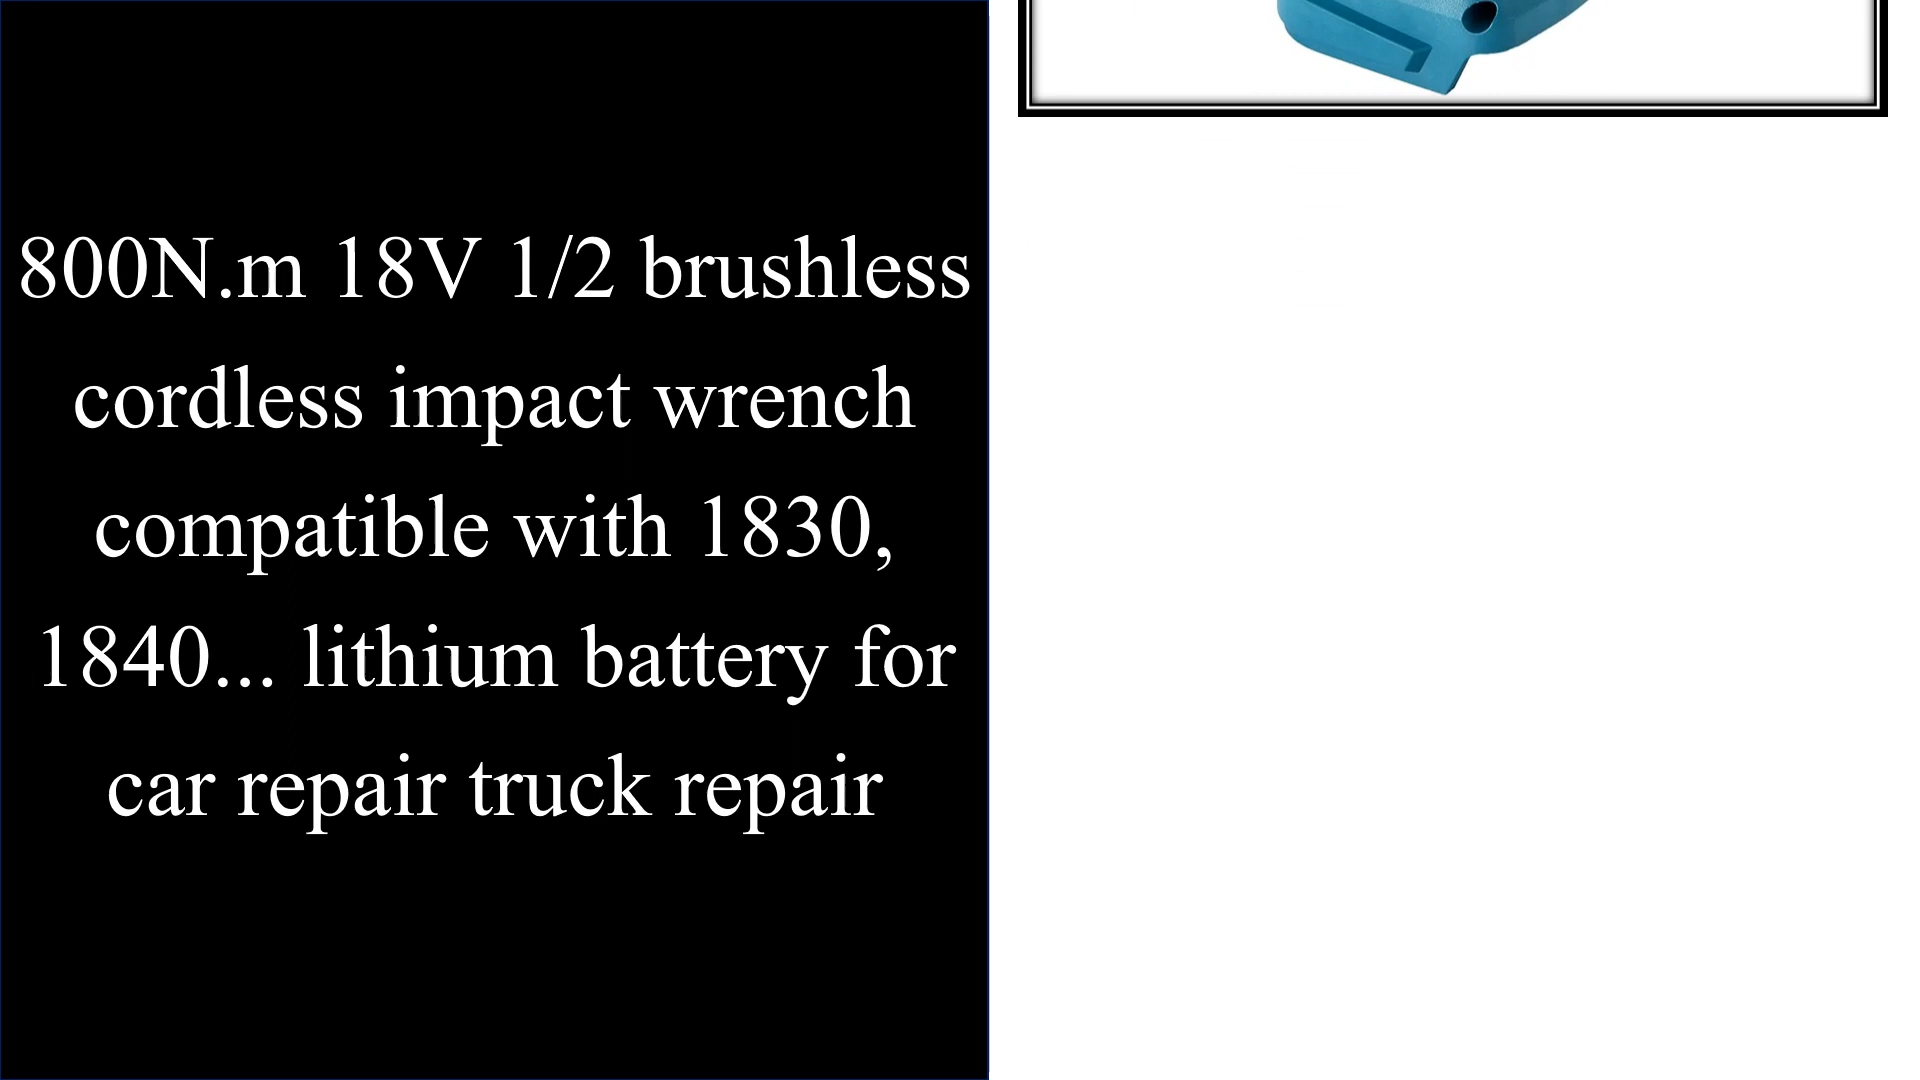 800N.m 18V 1/2 brushless
cordless impact wrench
compatible with 1830,
1840... lithium battery for
car repair truck repair